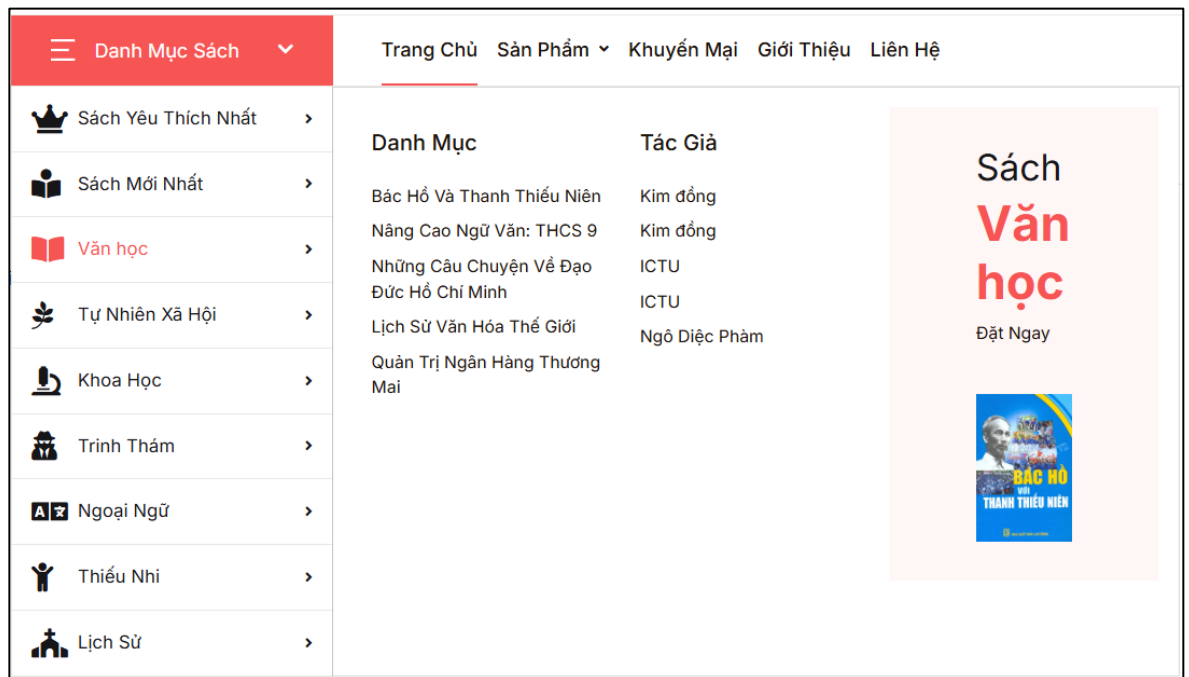 Danh Mục Sách
Trang Chủ Sản Phẩm Khuyến Mại Giới Thiệu Liên Hệ
Sách Yêu Thích Nhất
Sách Mới Nhất
Văn học
Tự Nhiên Xã Hội
Khoa Học
Trinh Thám
Ngoại Ngữ
Thiếu Nhi
Lịch Sử
Danh Mục
Bác Hồ Và Thanh Thiếu Niên
Nâng Cao Ngữ Văn: THCS 9
Những Câu Chuyện Về Đạo
Đức Hồ Chí Minh
Lịch Sử Văn Hóa Thế Giới
Quản Trị Ngân Hàng Thương
Mai
Tác Giả
Kim đồng
Kim đồng
ICTU
ICTU
Ngô Diệc Phàm
Sách
Văn
học
Đặt Ngay
BÁC HỒ
VỚI
THANH THIẾU NIÊN